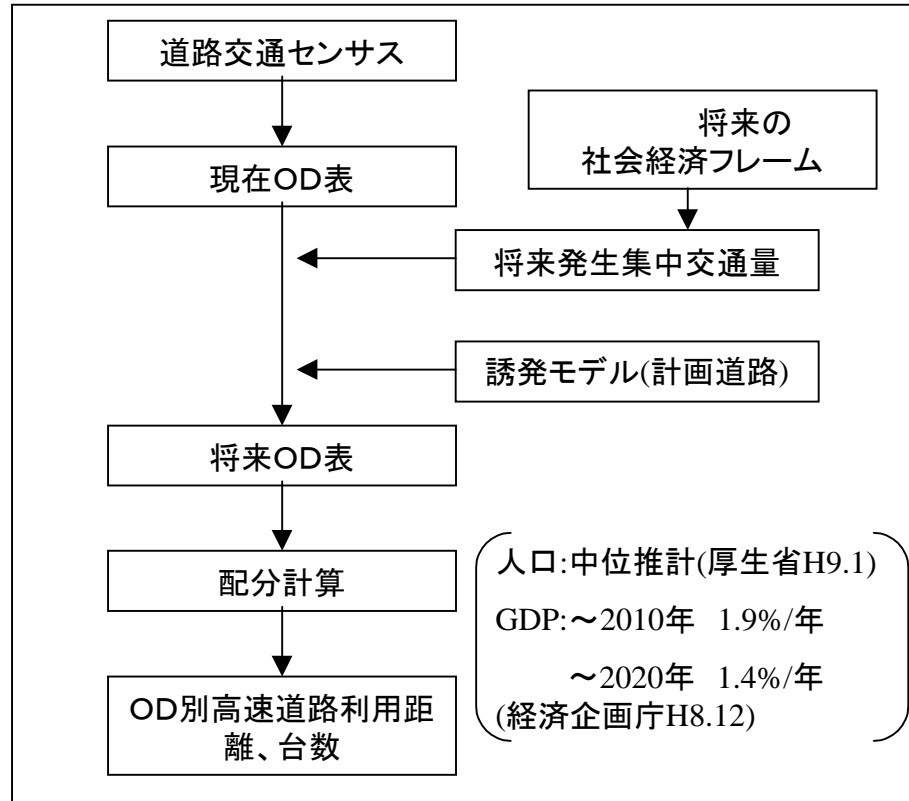 道路交通センサス
将来の
社会経済フレーム
現在OD表
将来発生集中交通量
誘発モデル(計画道路)
将来OD表
配分計算
人口:中位推計(厚生省H9.1)
GDP:～2010年 1.9%/年
～2020年 1.4%/年
(経済企画庁H8.12)
OD別高速道路利用距
離、台数